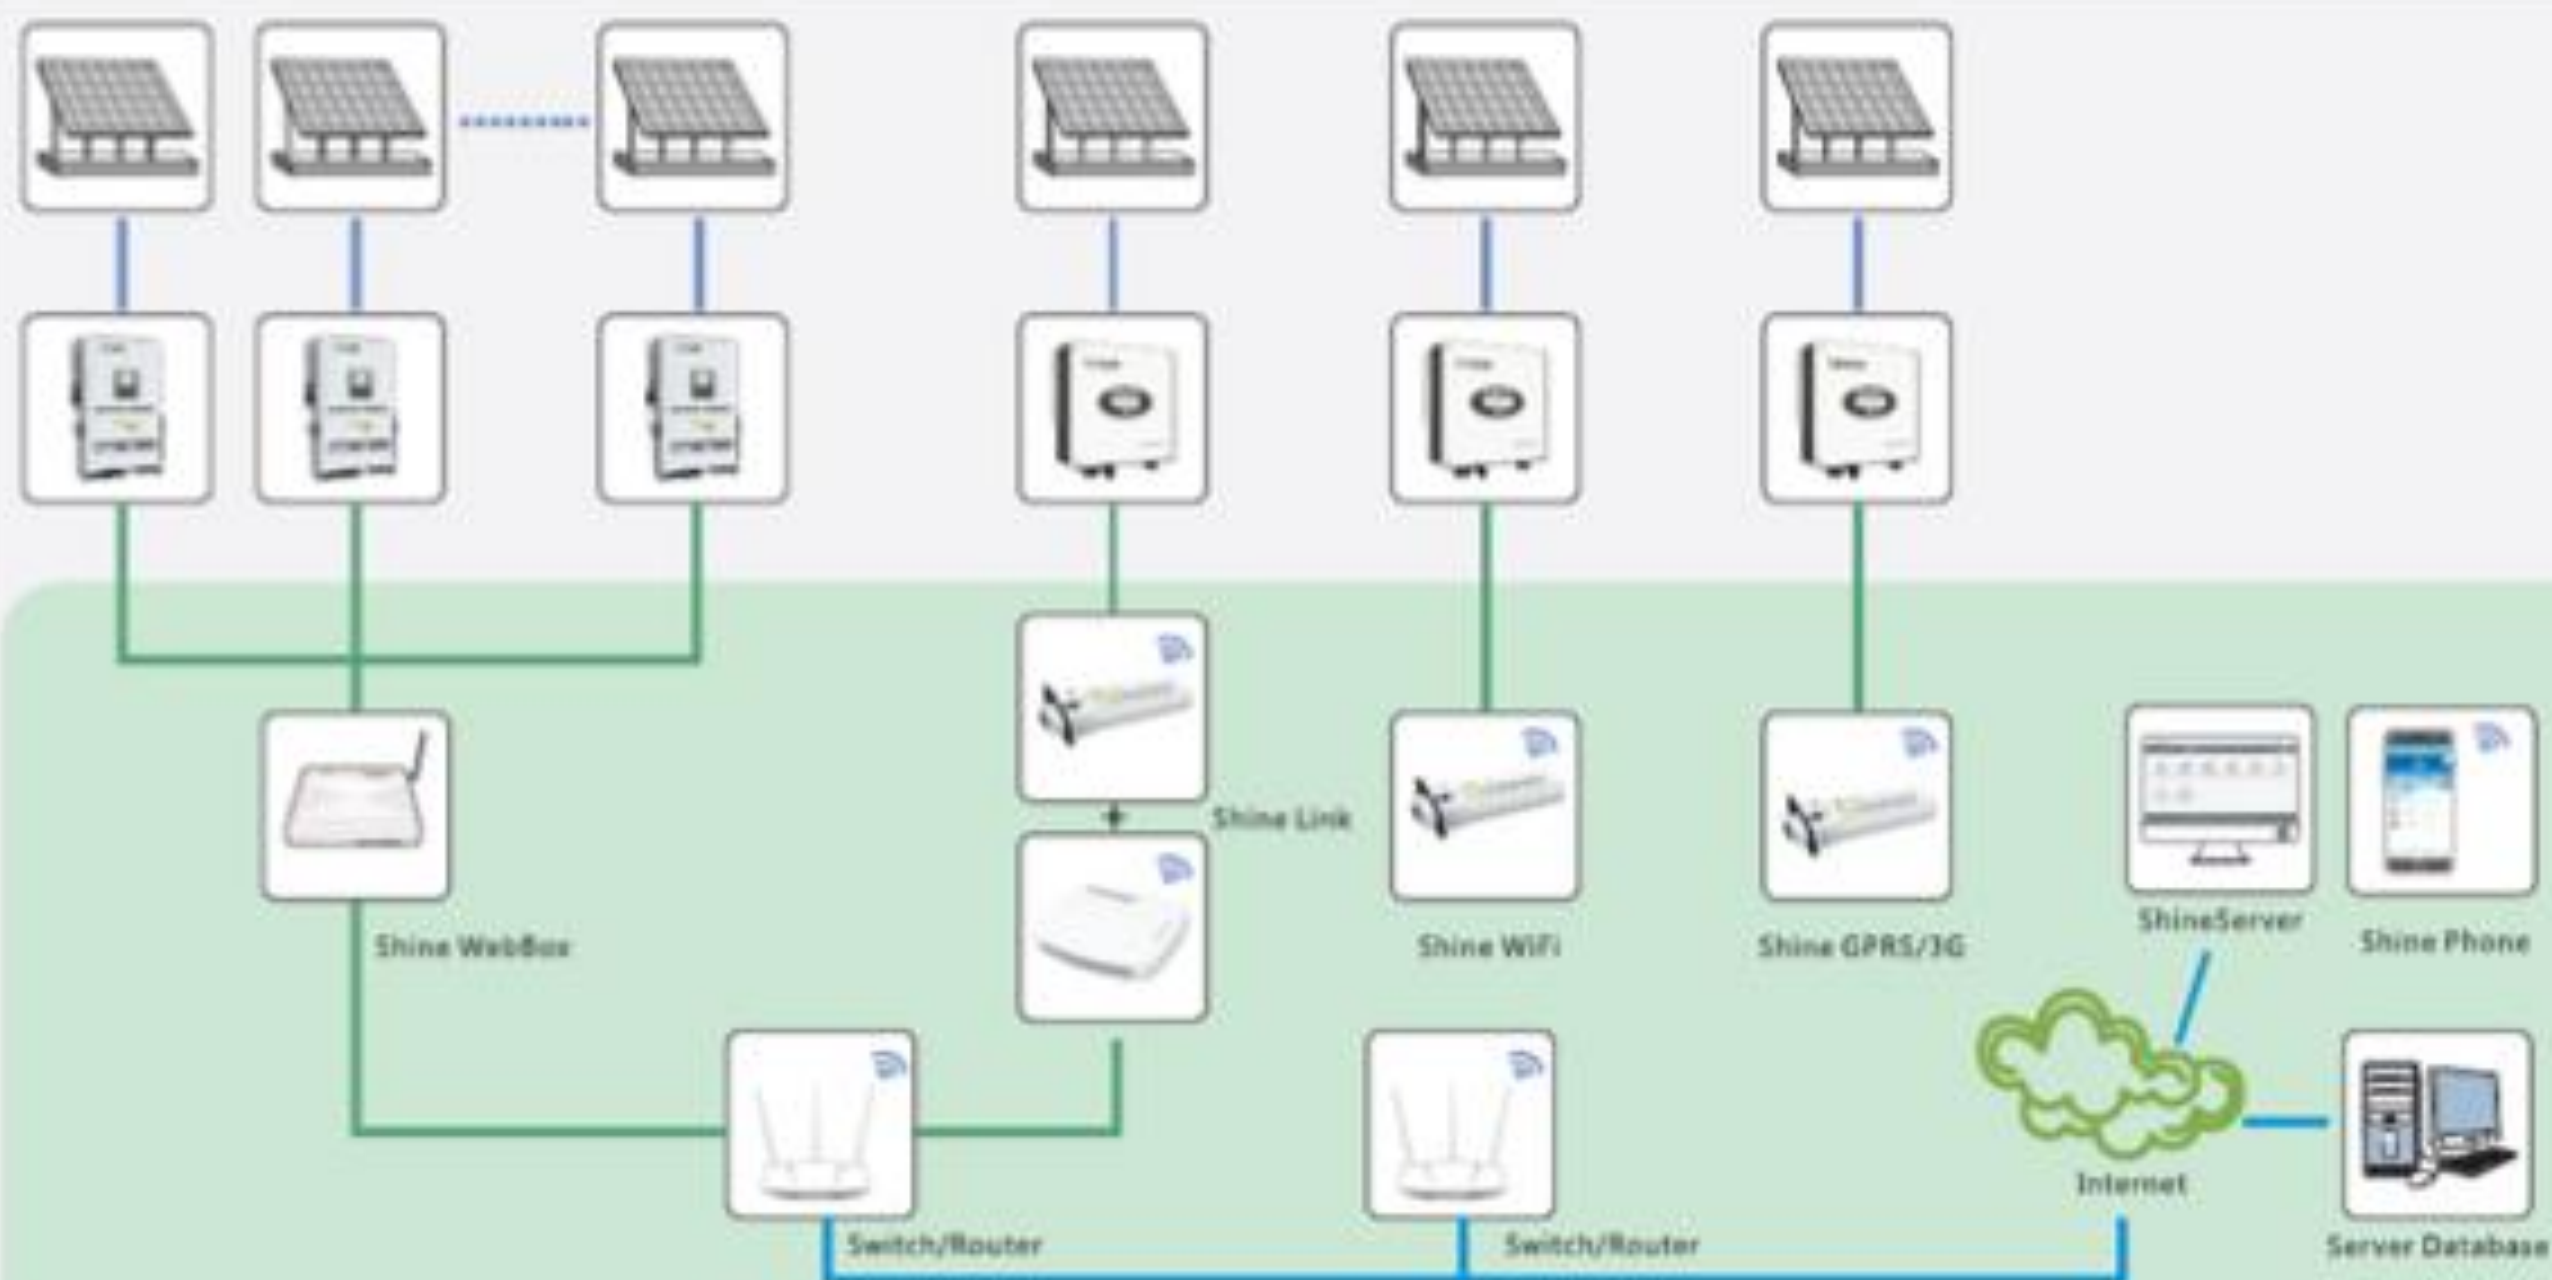 Shine Link
ShineServer
Shine WebBox
Shine WiFi
Shine GPRS/3G
Shine Phone
Internet
Switch/Router
Switch/Router
Server Database